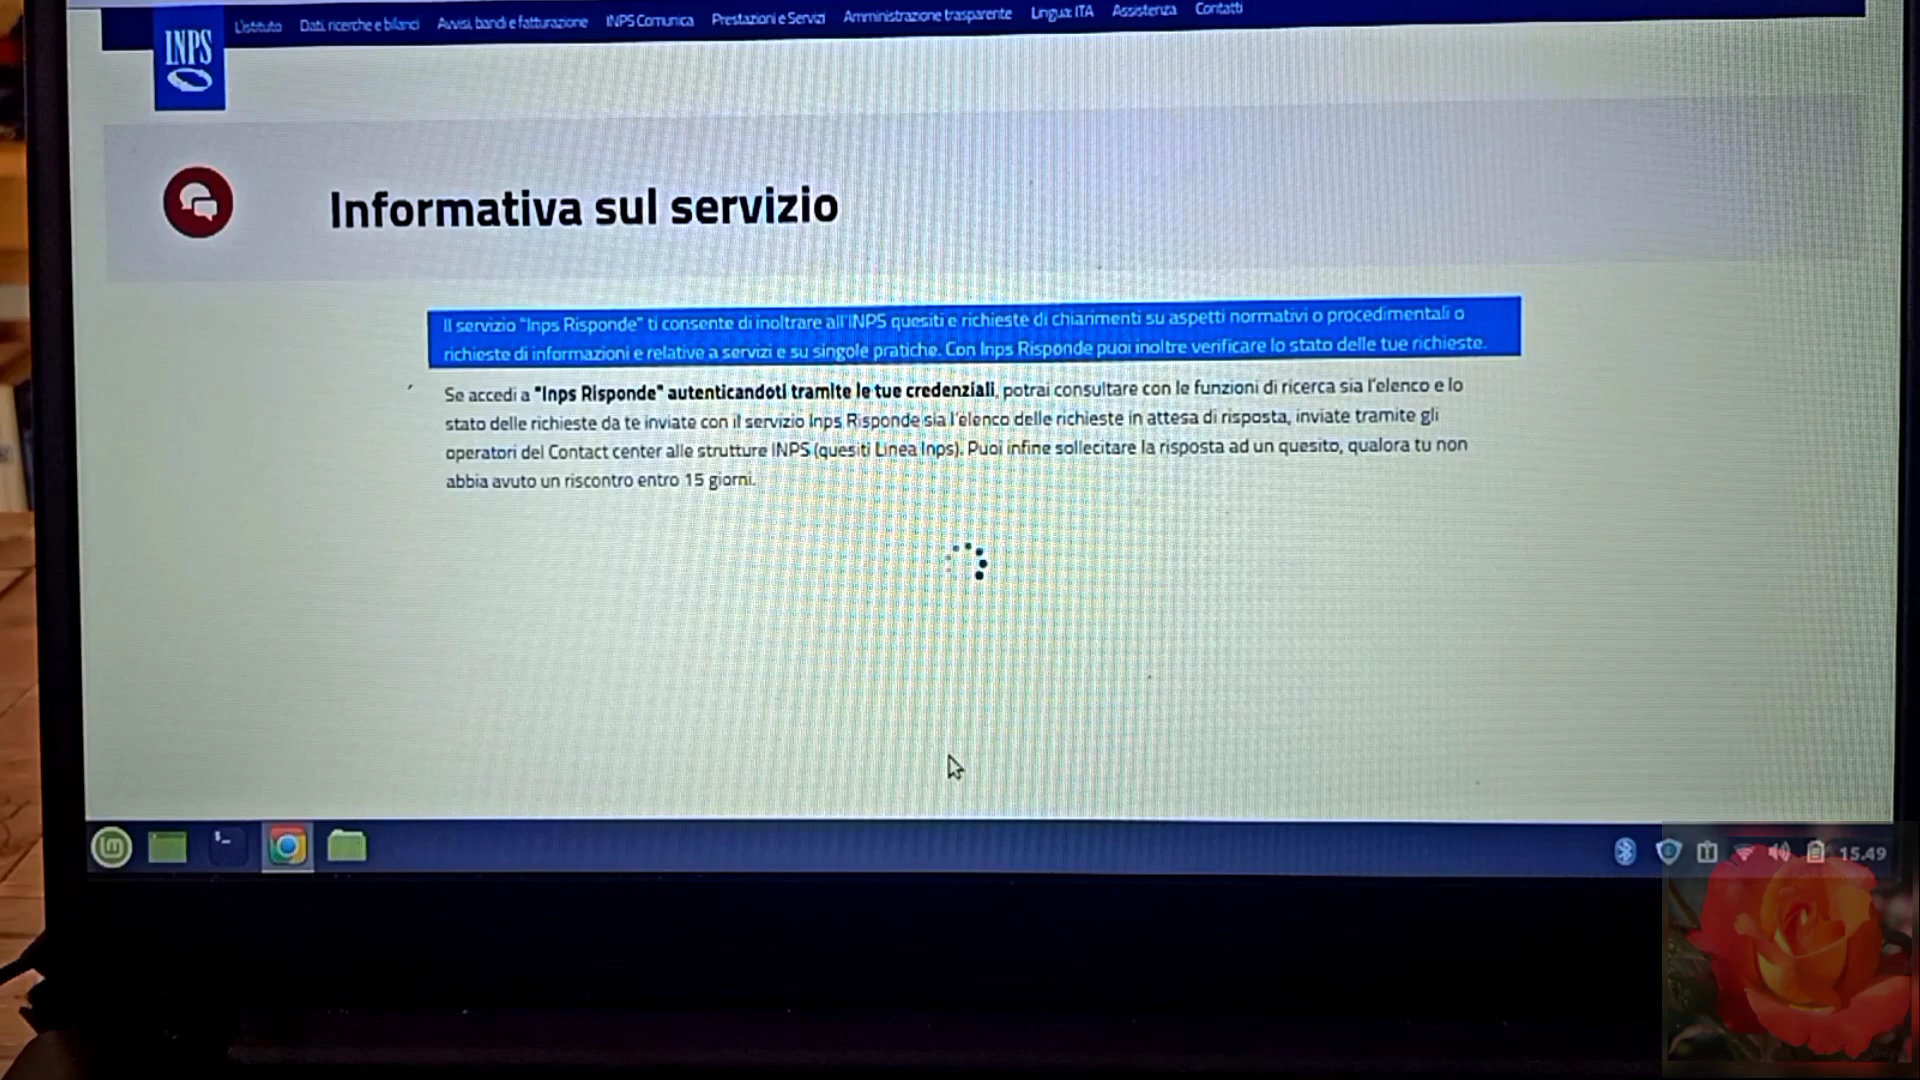 INPS
L'Istituto Dati, ricerche e bilanci Avvisi, bandi e fatturazione INPS Comunica Prestazioni e Servizi Amministrazione trasparente Lingua: ITA Assistenza Contatti
Informativa sul servizio
Il servizio "Inps Risponde" ti consente di inoltrare all'INPS quesiti e richieste di chiarimenti su aspetti normativi o procedimentali o
richieste di informazioni e relative a servizi e su singole pratiche. Con Inps Risponde puoi inoltre verificare lo stato delle tue richieste.
Se accedi a "Inps Risponde" autenticandoti tramite le tue credenziali, potrai consultare con le funzioni di ricerca sia l'elenco e lo
stato delle richieste da te inviate con il servizio Inps Risponde sia l'elenco delle richieste in attesa di risposta, inviate tramite gli
operatori del Contact center alle strutture INPS (quesiti Linea Inps). Puoi infine sollecitare la risposta ad un quesito, qualora tu non
abbia avuto un riscontro entro 15 giorni.
15.49